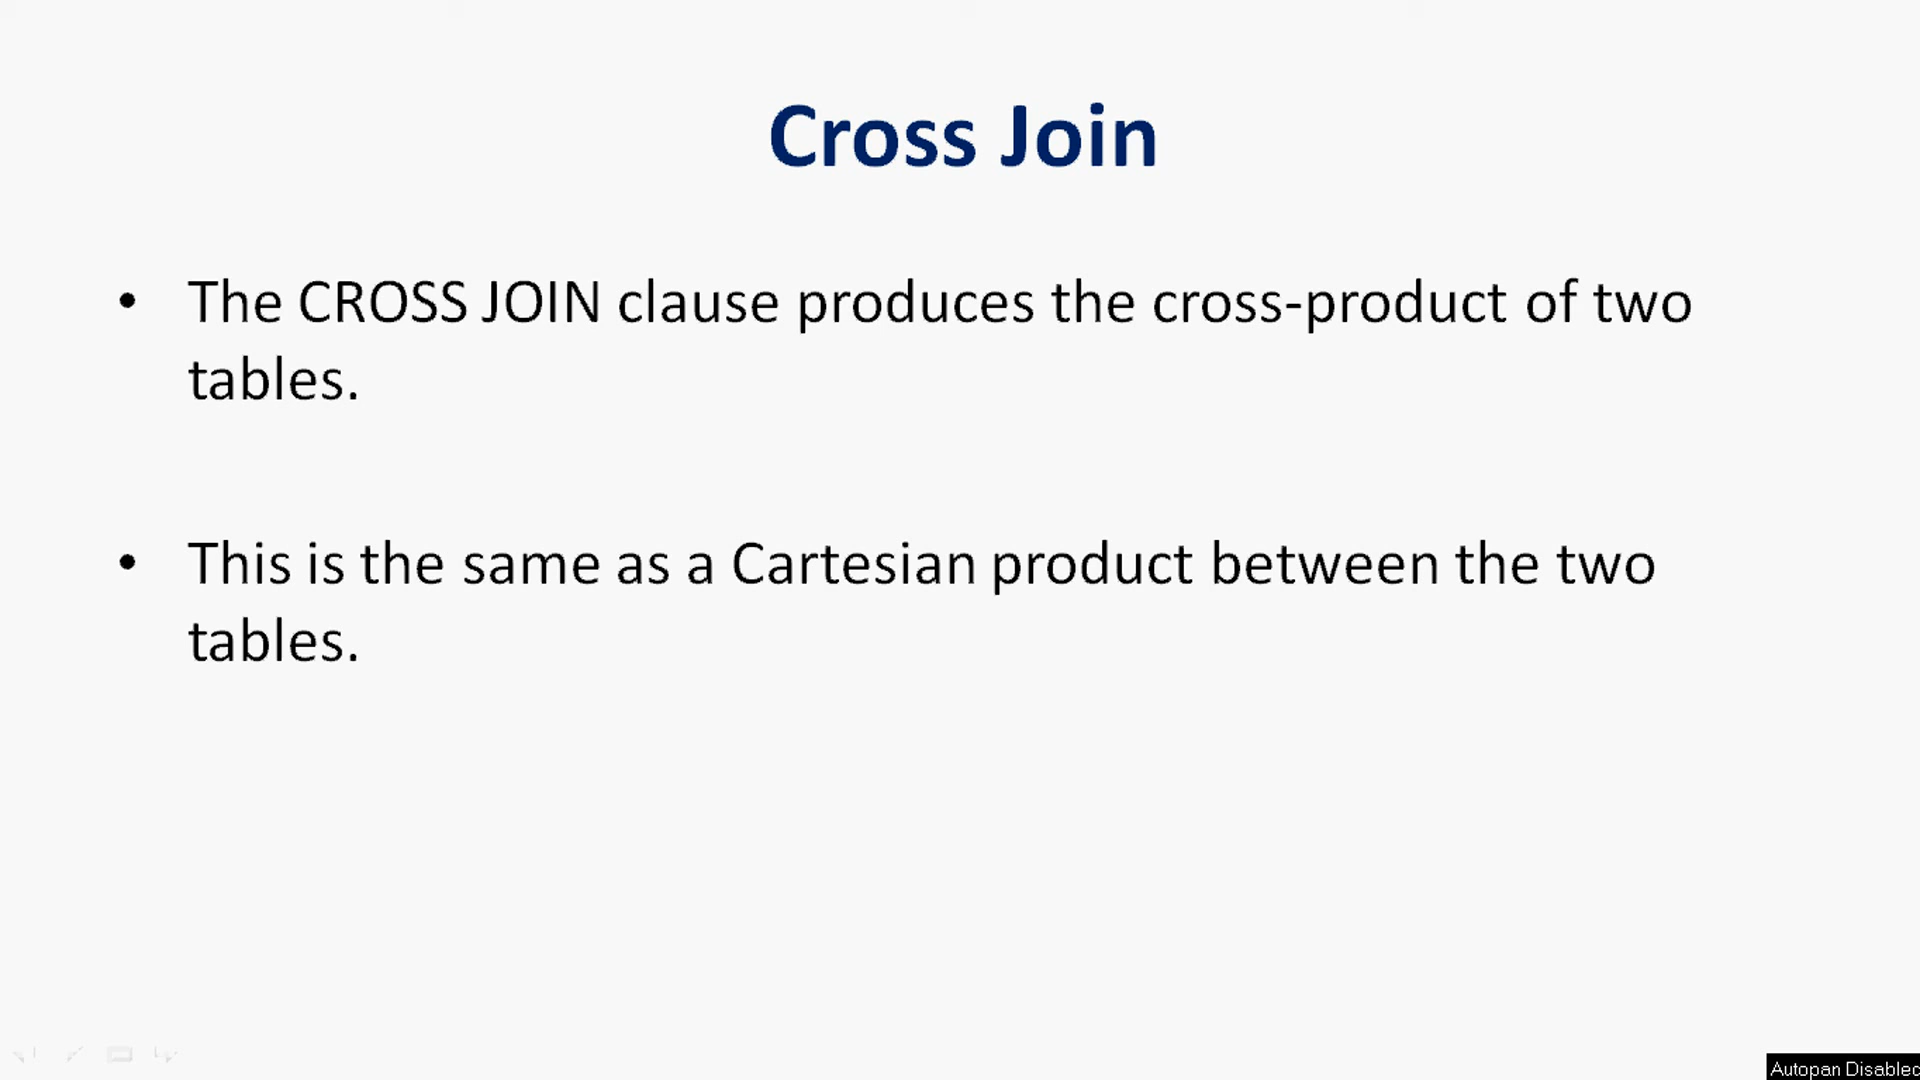 Cross Join
• The CROSS JOIN clause produces the cross-product of two
tables.
• This is the same as a Cartesian product between the two
tables.
Autopan Disabled